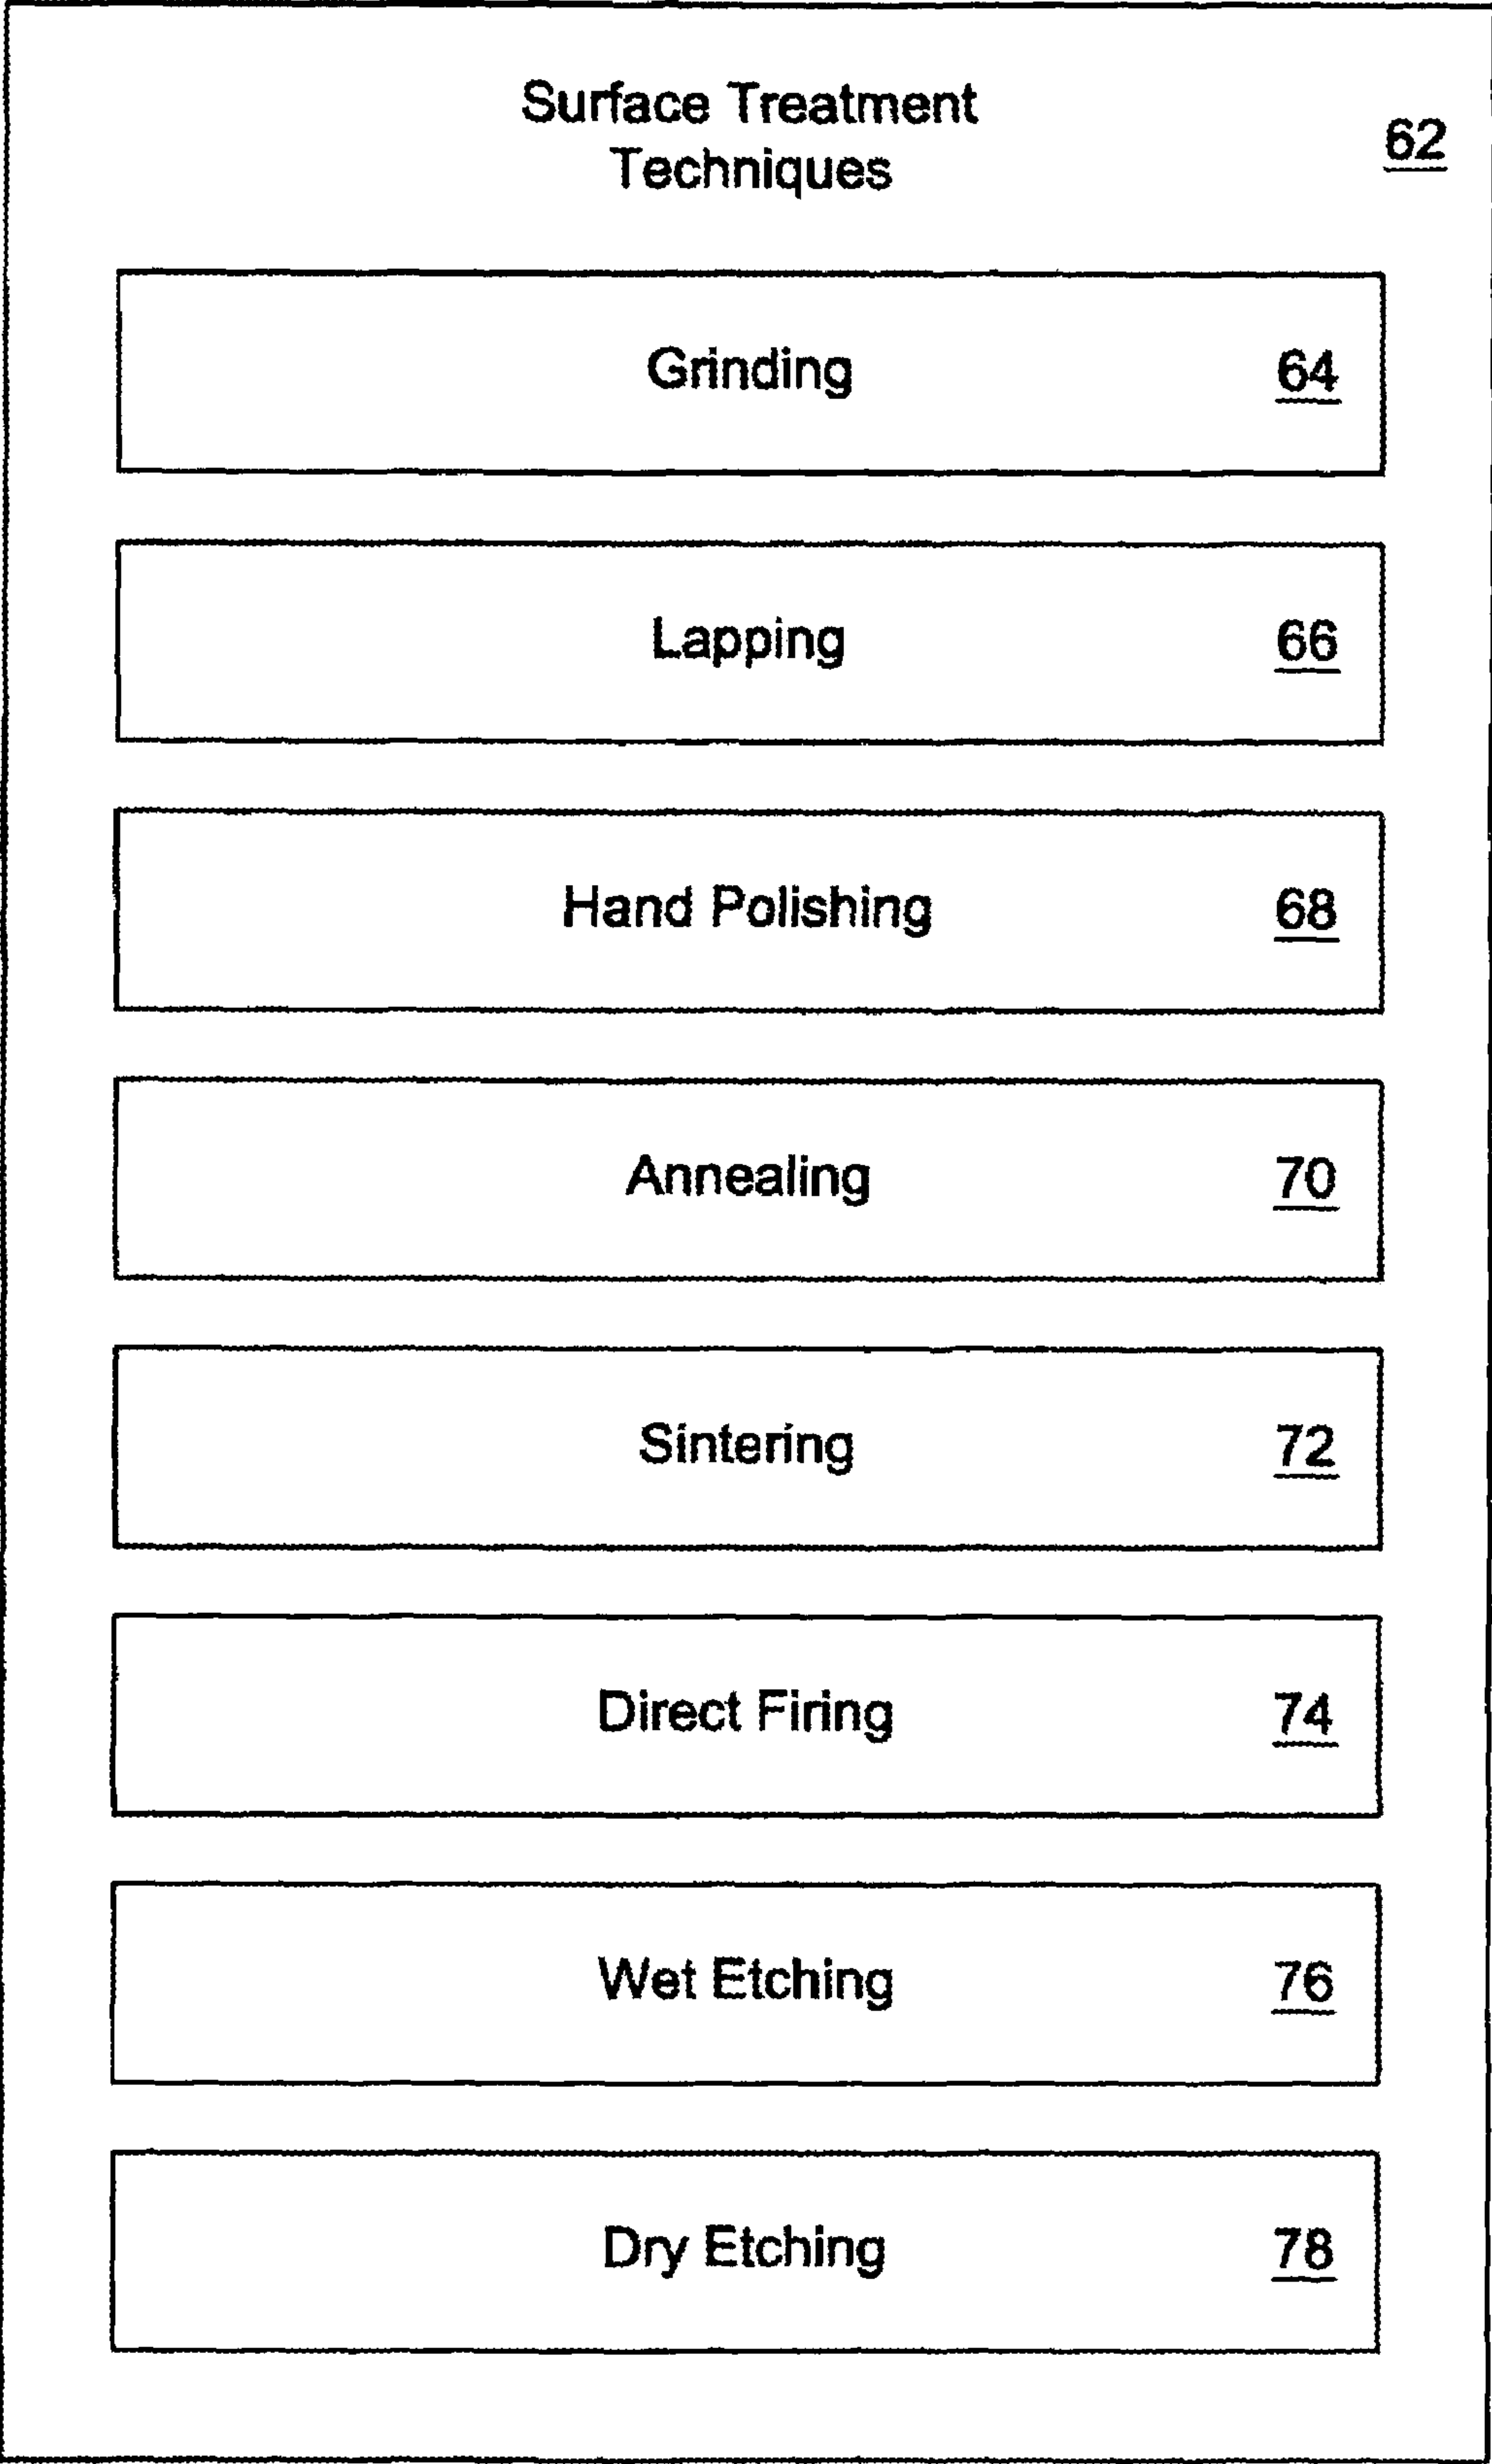 Surface Treatment
Techniques
62
Grinding 64
Lapping 66
Hand Polishing 68
Annealing 70
Sintering 72
Direct Firing 74
Wet Etching 76
Dry Etching 78